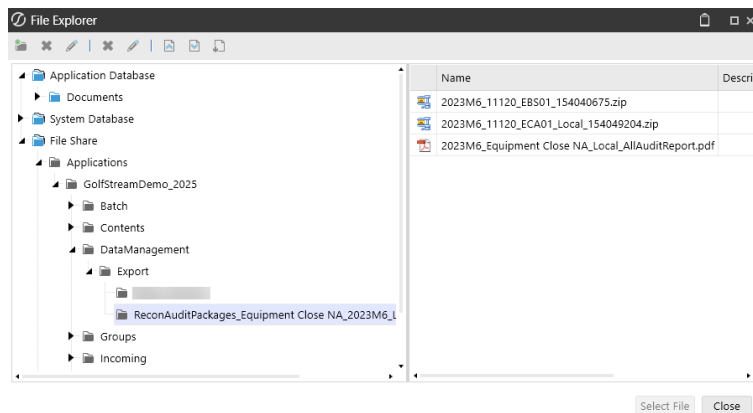 File Explorer
Application Database
Documents
System Database
File Share
Applications
GolfStreamDemo_2025
Batch
Contents
DataManagement
Export
ReconAuditPackages_Equipment Close NA_2023M6_L
Groups
Incoming
Name Descri
2023M6_11120_EBS01_154040675.zip
2023M6_11120_ECA01_Local_154049204.zip
2023M6_Equipment Close NA_Local_AllAuditReport.pdf
Select File Close